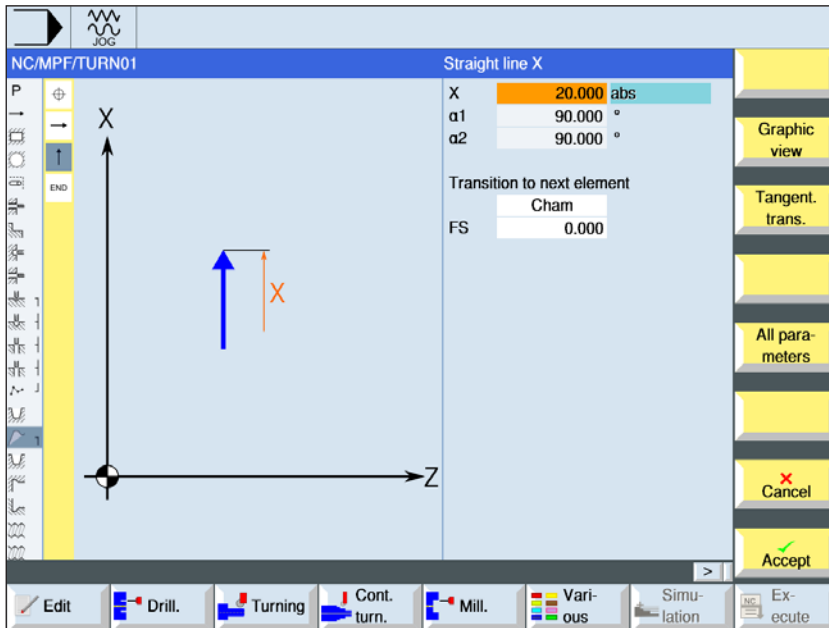 JOG
NC/MPF/TURN01
Straight line X
P
X 20.000 abs
α1 90.000 °
α2 90.000 °
Transition to next element
Cham
FS 0.000
END
X
X
Z
Graphic
view
Tangent.
trans.
All para-
meters
Cancel
Accept
>
Edit
Drill.
Turning
Cont.
turn.
Mill.
Vari-
ous
Simu-
lation
NC
Ex-
ecute